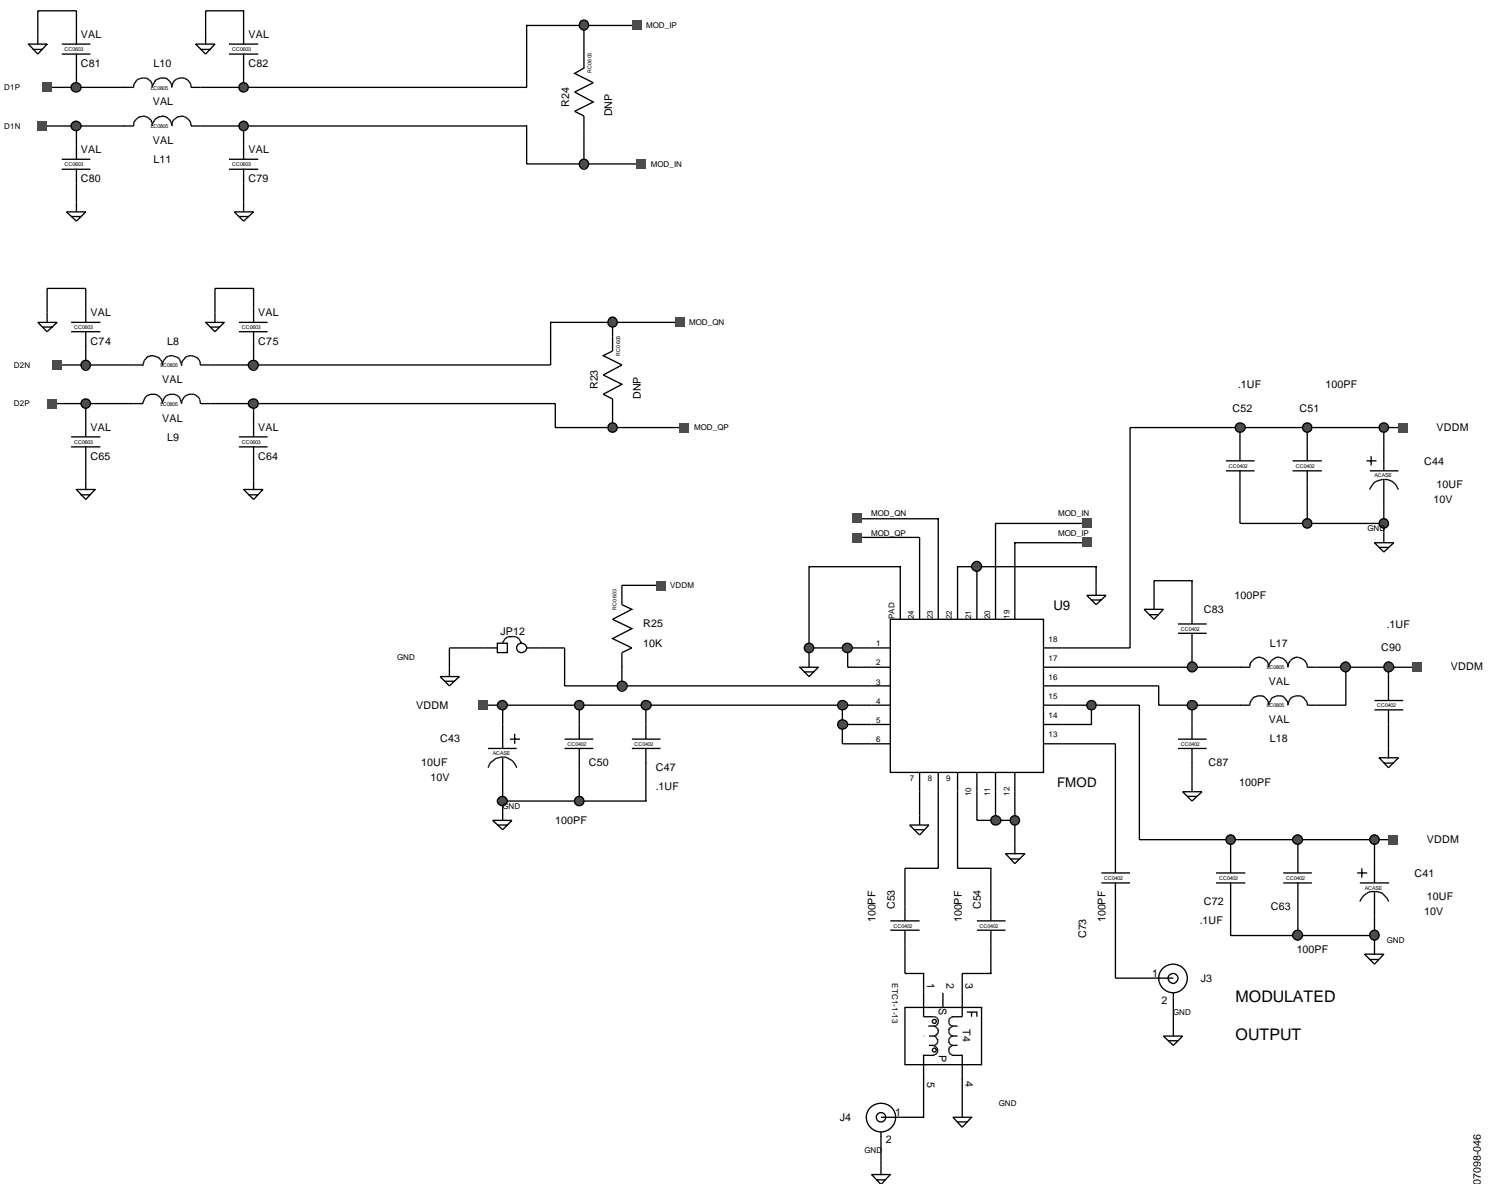 VAL
CC0603
C81
VAL
CC0603
C82
L10
LC0805
VAL
D1P
D1N
LC0805
VAL
L11
VAL
CC0603
C80
VAL
CC0603
C79
MOD_IP
RC0603
R24
DNP
MOD_IN
VAL
CC0603
C74
VAL
CC0603
C75
L8
LC0805
VAL
D2N
D2P
LC0805
VAL
L9
VAL
CC0603
C65
VAL
CC0603
C64
MOD_QN
RC0603
R23
DNP
MOD_QP
.1UF
100PF
C52
C51
VDDM
CC0402
CC0402
+
ACASE
C44
10UF
10V
GND
MOD_QN
MOD_QP
MOD_IN
MOD_IP
VDDM
RC0603
R25
10K
JP12
GND
PAD
24
23
22
21
20
19
U9
1
2
3
4
5
6
18
17
16
15
14
13
7
8
9
10
11
12
FMOD
100PF
C83
CC0402
L17
LC0805
VAL
.1UF
C90
VDDM
CC0402
LC0805
VAL
L18
CC0402
C87
100PF
VDDM
C43
+
ACASE
10UF
10V
GND
CC0402
C50
100PF
CC0402
C47
.1UF
VDDM
CC0402
C72
.1UF
CC0402
C63
100PF
+
ACASE
C41
10UF
10V
GND
100PF
C53
CC0402
100PF
C54
CC0402
C73
100PF
CC0402
1
2
J3
GND
MODULATED
OUTPUT
ETC1-1-13
1
2
3
S
F
T4
P
5
4
GND
J4
1
2
GND
07098-046